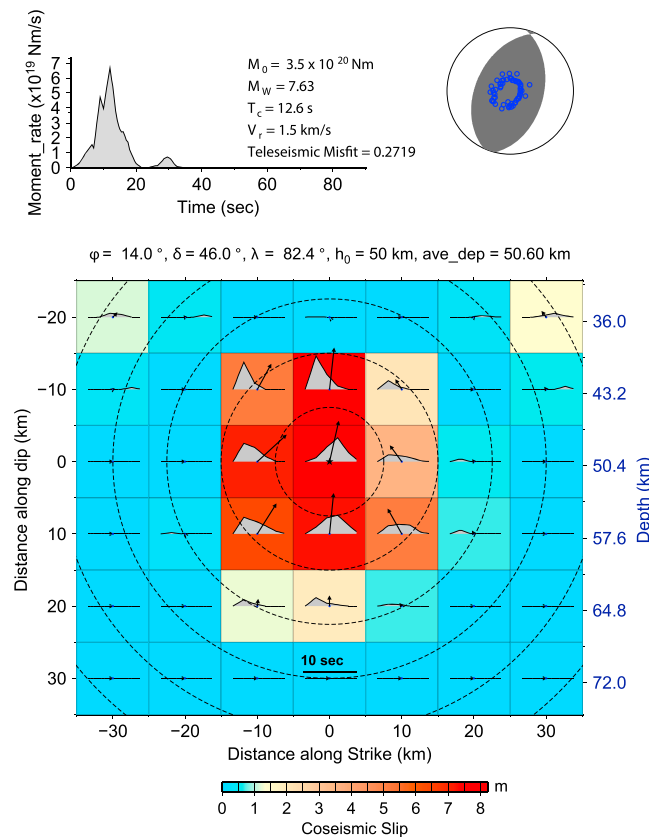 Moment_rate (x10¹⁹ Nm/s)
7
6
5
4
3
2
1
0
0 20 40 60 80
Time (sec)
M₀ = 3.5 x 10 ²⁰ Nm
M_W = 7.63
T_c = 12.6 s
V_r = 1.5 km/s
Teleseismic Misfit = 0.2719
φ = 14.0 °, δ = 46.0 °, λ = 82.4 °, h₀ = 50 km, ave_dep = 50.60 km
Distance along dip (km)
−20
−10
0
10
20
30
36.0
43.2
50.4
57.6
64.8
72.0
Depth (km)
10 sec
−30 −20 −10 0 10 20 30
Distance along Strike (km)
m
0 1 2 3 4 5 6 7 8
Coseismic Slip